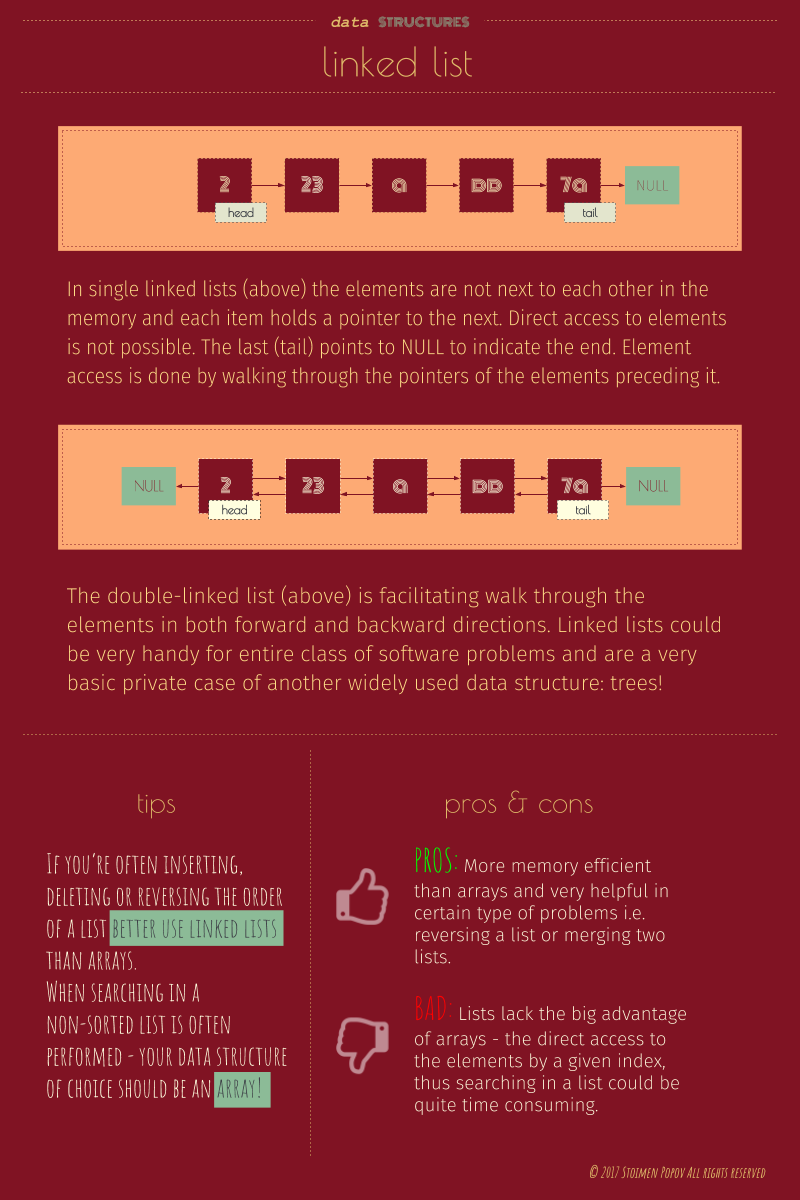 data STRUCTURES
linked list
2 23 a DD 7a NULL
head tail
In single linked lists (above) the elements are not next to each other in the
memory and each item holds a pointer to the next. Direct access to elements
is not possible. The last (tail) points to NULL to indicate the end. Element
access is done by walking through the pointers of the elements preceding it.
NULL 2 23 a DD 7a NULL
head tail
The double-linked list (above) is facilitating walk through the
elements in both forward and backward directions. Linked lists could
be very handy for entire class of software problems and are a very
basic private case of another widely used data structure: trees!
tips
If you're often inserting,
deleting or reversing the order
of a list better use linked lists
than arrays.
When searching in a
non-sorted list is often
performed - your data structure
of choice should be an array!
pros & cons
PROS: More memory efficient
than arrays and very helpful in
certain type of problems i.e.
reversing a list or merging two
lists.
BAD: Lists lack the big advantage
of arrays - the direct access to
the elements by a given index,
thus searching in a list could be
quite time consuming.
© 2017 Stoimen Popov All rights reserved